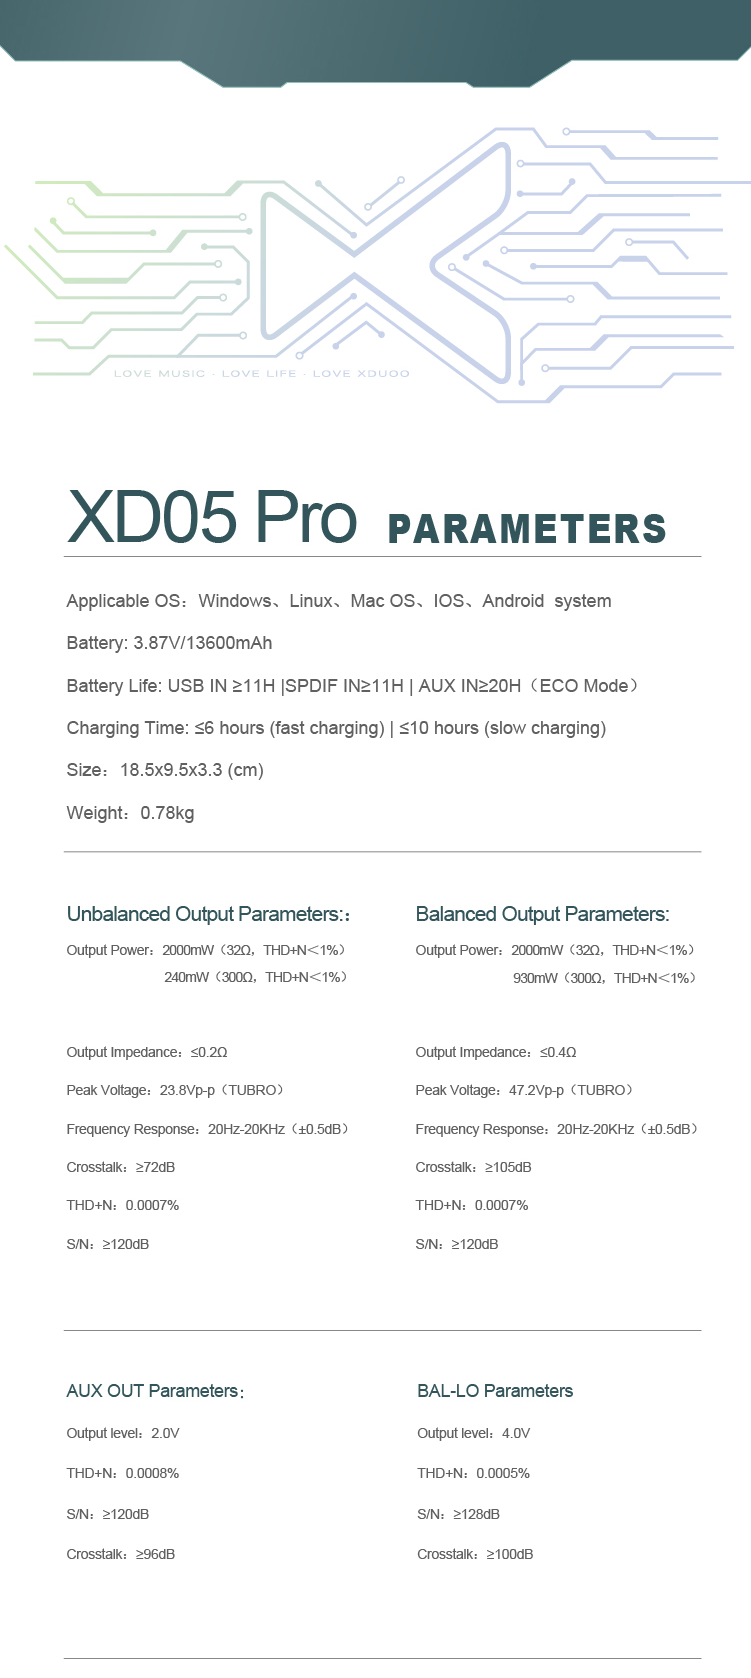 LOVE MUSIC · LOVE LIFE · LOVE XDUOO
XD05 Pro PARAMETERS
Applicable OS：Windows、Linux、Mac OS、IOS、Android system
Battery: 3.87V/13600mAh
Battery Life: USB IN ≥11H |SPDIF IN≥11H | AUX IN≥20H（ECO Mode）
Charging Time: ≤6 hours (fast charging) | ≤10 hours (slow charging)
Size：18.5x9.5x3.3 (cm)
Weight：0.78kg
Unbalanced Output Parameters:：
Output Power：2000mW（32Ω，THD+N＜1%）
240mW（300Ω，THD+N＜1%）
Output Impedance：≤0.2Ω
Peak Voltage：23.8Vp-p（TUBRO）
Frequency Response：20Hz-20KHz（±0.5dB）
Crosstalk：≥72dB
THD+N：0.0007%
S/N：≥120dB
Balanced Output Parameters:
Output Power：2000mW（32Ω，THD+N＜1%）
930mW（300Ω，THD+N＜1%）
Output Impedance：≤0.4Ω
Peak Voltage：47.2Vp-p（TUBRO）
Frequency Response：20Hz-20KHz（±0.5dB）
Crosstalk：≥105dB
THD+N：0.0007%
S/N：≥120dB
AUX OUT Parameters：
Output level：2.0V
THD+N：0.0008%
S/N：≥120dB
Crosstalk：≥96dB
BAL-LO Parameters
Output level：4.0V
THD+N：0.0005%
S/N：≥128dB
Crosstalk：≥100dB